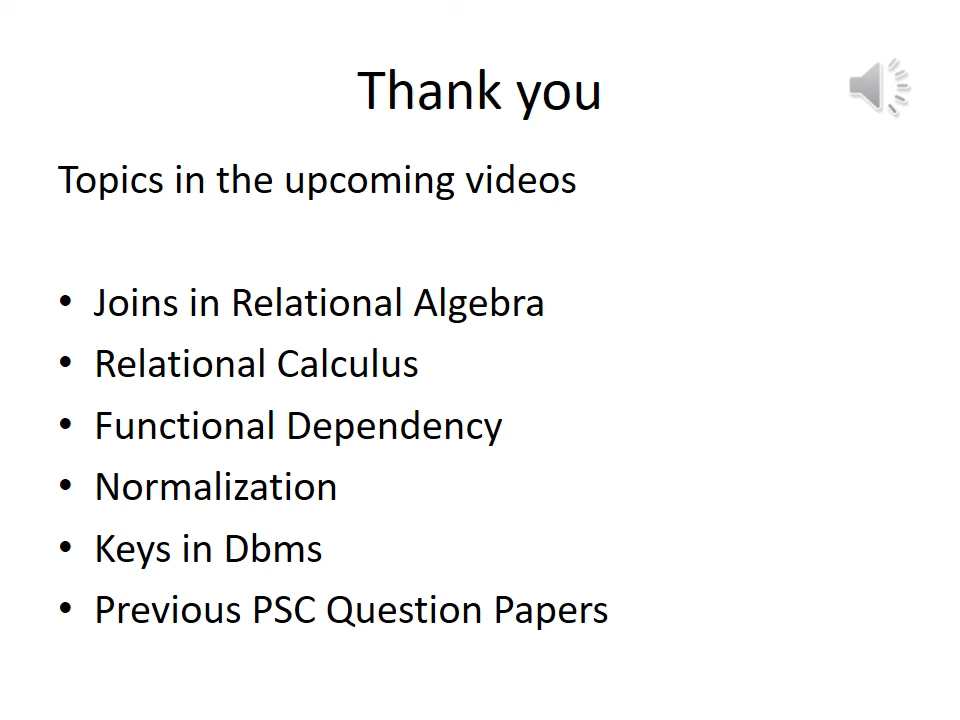 Thank you
Topics in the upcoming videos
• Joins in Relational Algebra
• Relational Calculus
• Functional Dependency
• Normalization
• Keys in Dbms
• Previous PSC Question Papers